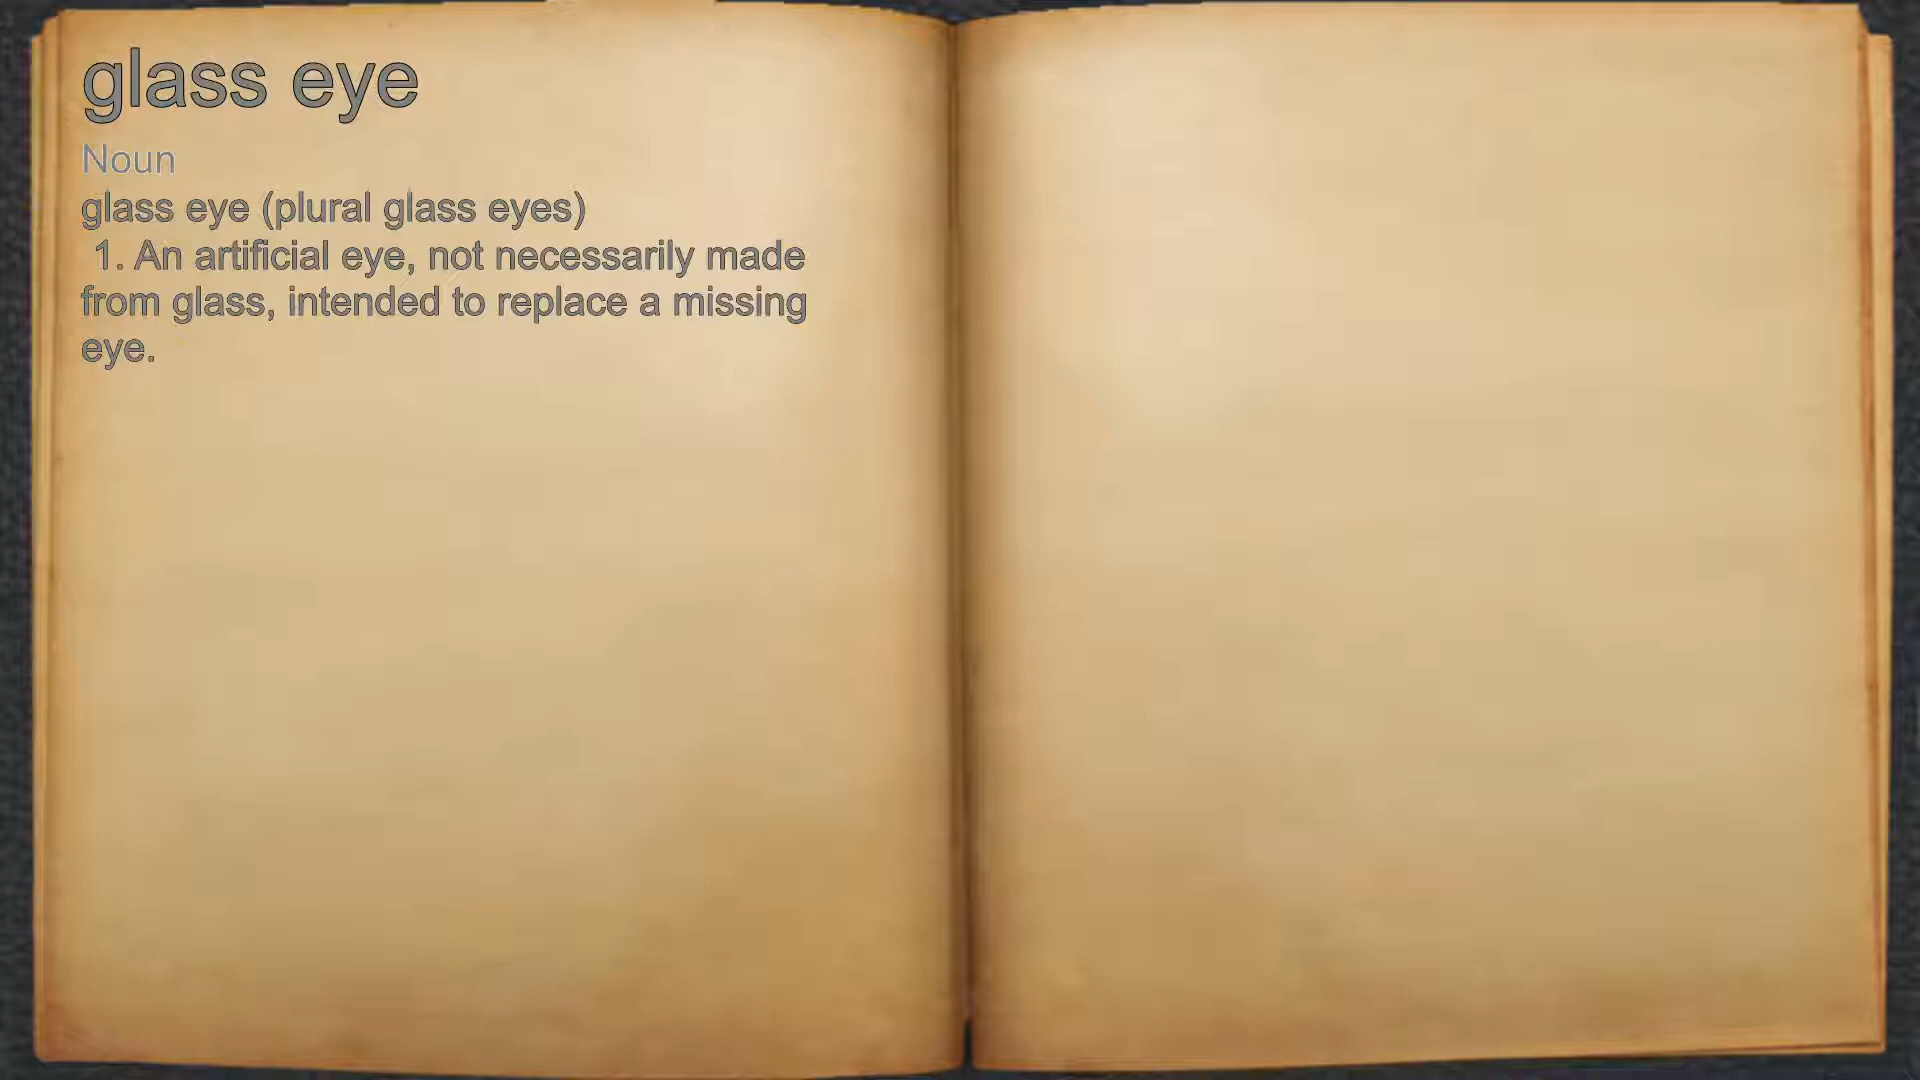 glass eye
Noun
glass eye (plural glass eyes)
1. An artificial eye, not necessarily made
from glass, intended to replace a missing
eye.